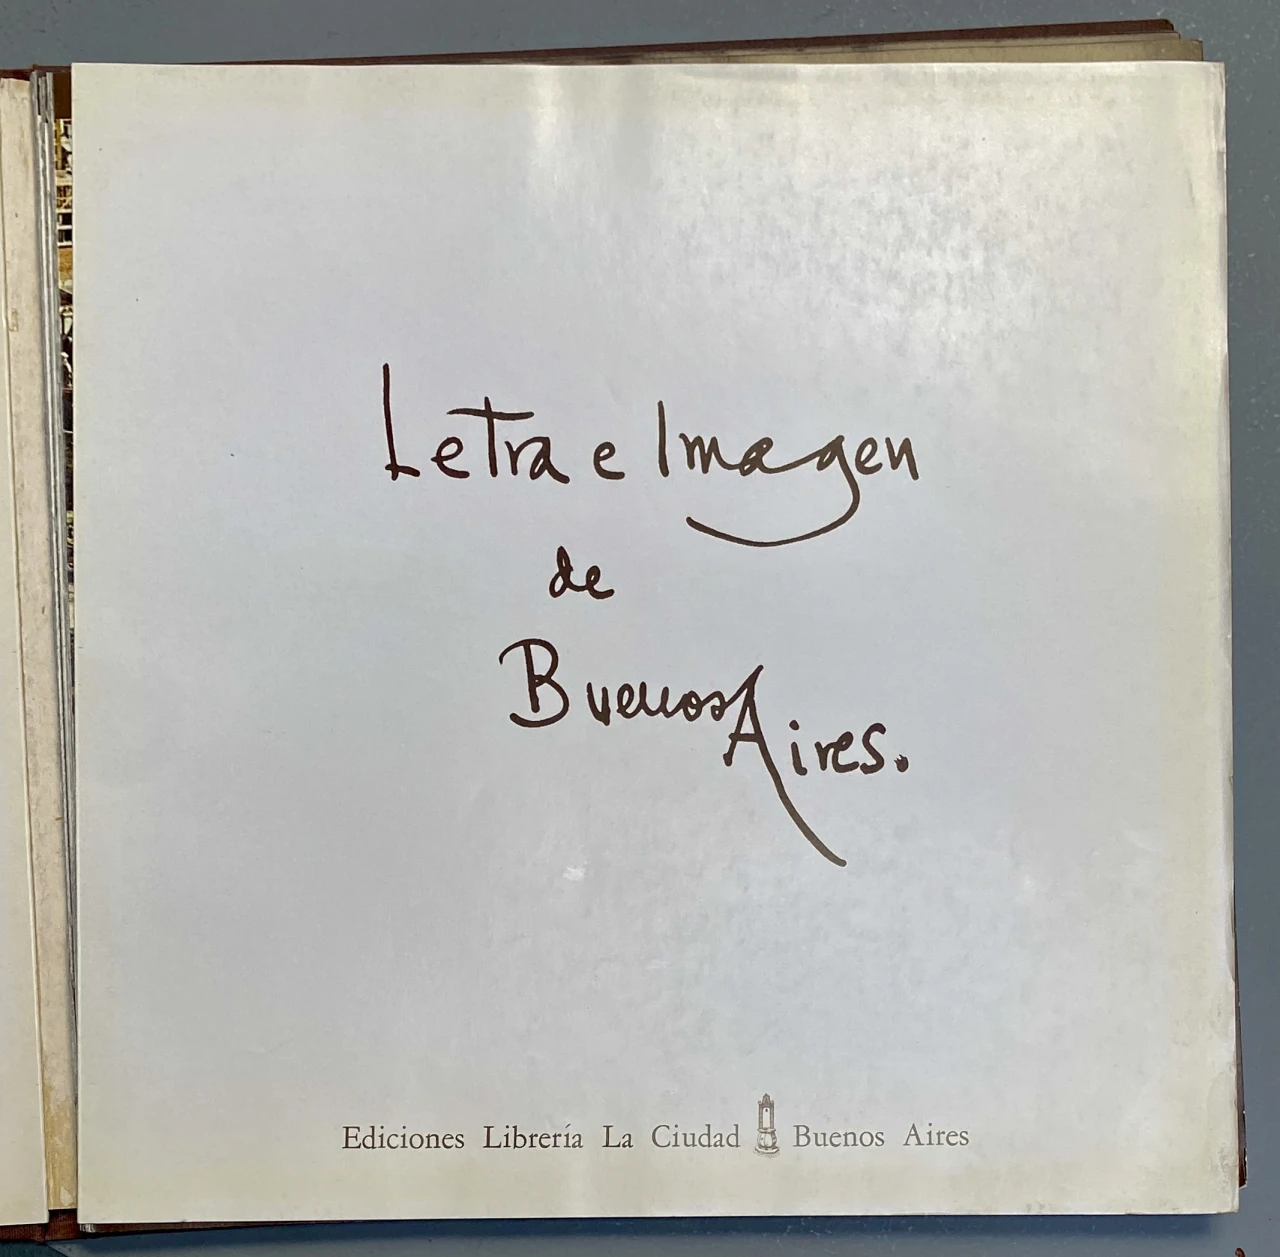 Letra e Imagen
de
Buenos Aires.
Ediciones Librería La Ciudad Buenos Aires